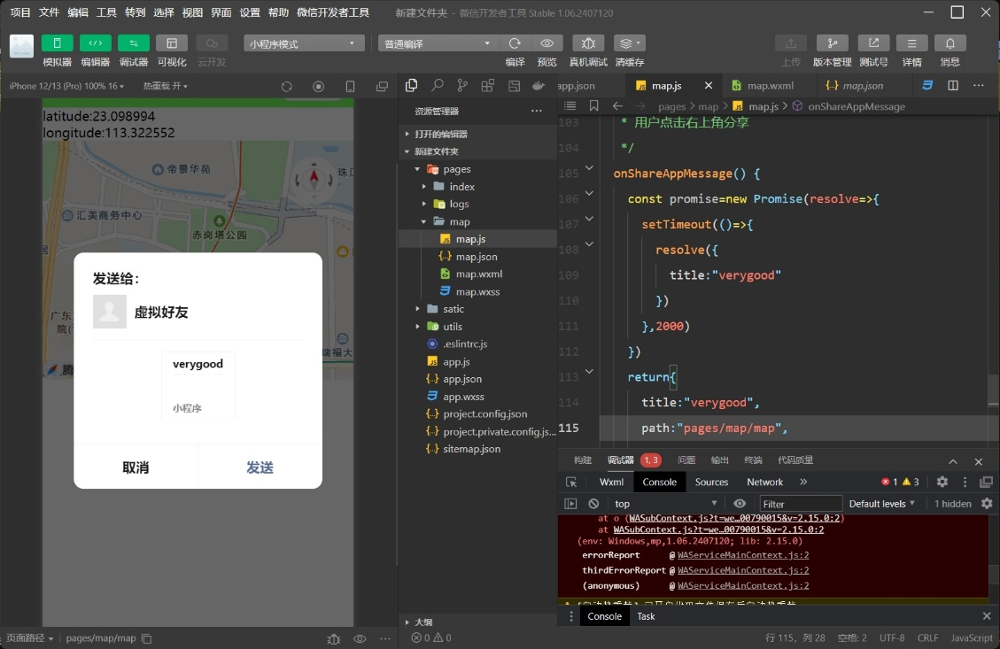 项目 文件 编辑 工具 转到 选择 视图 界面 设置 帮助 微信开发者工具 新建文件夹 - 微信开发者工具 Stable 1.06.2407120
小程序模式 普通编译
模拟器 编辑器 调试器 可视化 云开发 编译 预览 真机调试 清缓存 上传 版本管理 测试号 详情 消息
iPhone 12/13 (Pro) 100% 16 热重载 开
latitude:23.098994
longitude:113.322552
帝景华苑
珠江
汇美商务中心
赤岗塔公园
广东
院(
瑞福大
腾
发送给：
虚拟好友
verygood
小程序
取消 发送
页面路径 pages/map/map
资源管理器
打开的编辑器
新建文件夹
pages
index
logs
map
map.js
map.json
map.wxml
map.wxss
satic
utils
.eslintrc.js
app.js
app.json
app.wxss
project.config.json
project.private.config.js...
sitemap.json
大纲
0 0
app.json map.js map.wxml map.json
pages > map > map.js > onShareAppMessage
103 * 用户点击右上角分享
104 */
105 onShareAppMessage() {
106 const promise=new Promise(resolve=>{
107 setTimeout(()=>{
108 resolve({
109 title:"verygood"
110 })
111 },2000)
112 })
113 return{
114 title:"verygood",
115 path:"pages/map/map",
构建 调试器 1, 3 问题 输出 终端 代码质量
Wxml Console Sources Network » 1 3
top Filter Default levels 1 hidden
at o (WASubContext.js?t=we…00790015&v=2.15.0:2)
at WASubContext.js?t=we…00790015&v=2.15.0:2
(env: Windows,mp,1.06.2407120; lib: 2.15.0)
errorReport @ WAServiceMainContext.js:2
thirdErrorReport @ WAServiceMainContext.js:2
(anonymous) @ WAServiceMainContext.js:2
Console Task
行 115，列 28 空格: 2 UTF-8 CRLF JavaScript